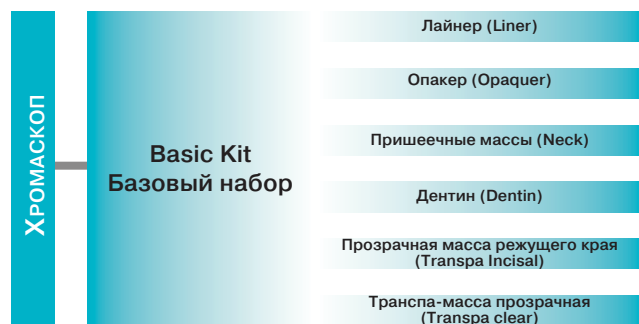 ХРОМАСКОП
Basic Kit
Базовый набор
Лайнер (Liner)
Опакер (Opaquer)
Пришеечные массы (Neck)
Дентин (Dentin)
Прозрачная масса режущего края
(Transpa Incisal)
Транспа-масса прозрачная
(Transpa clear)